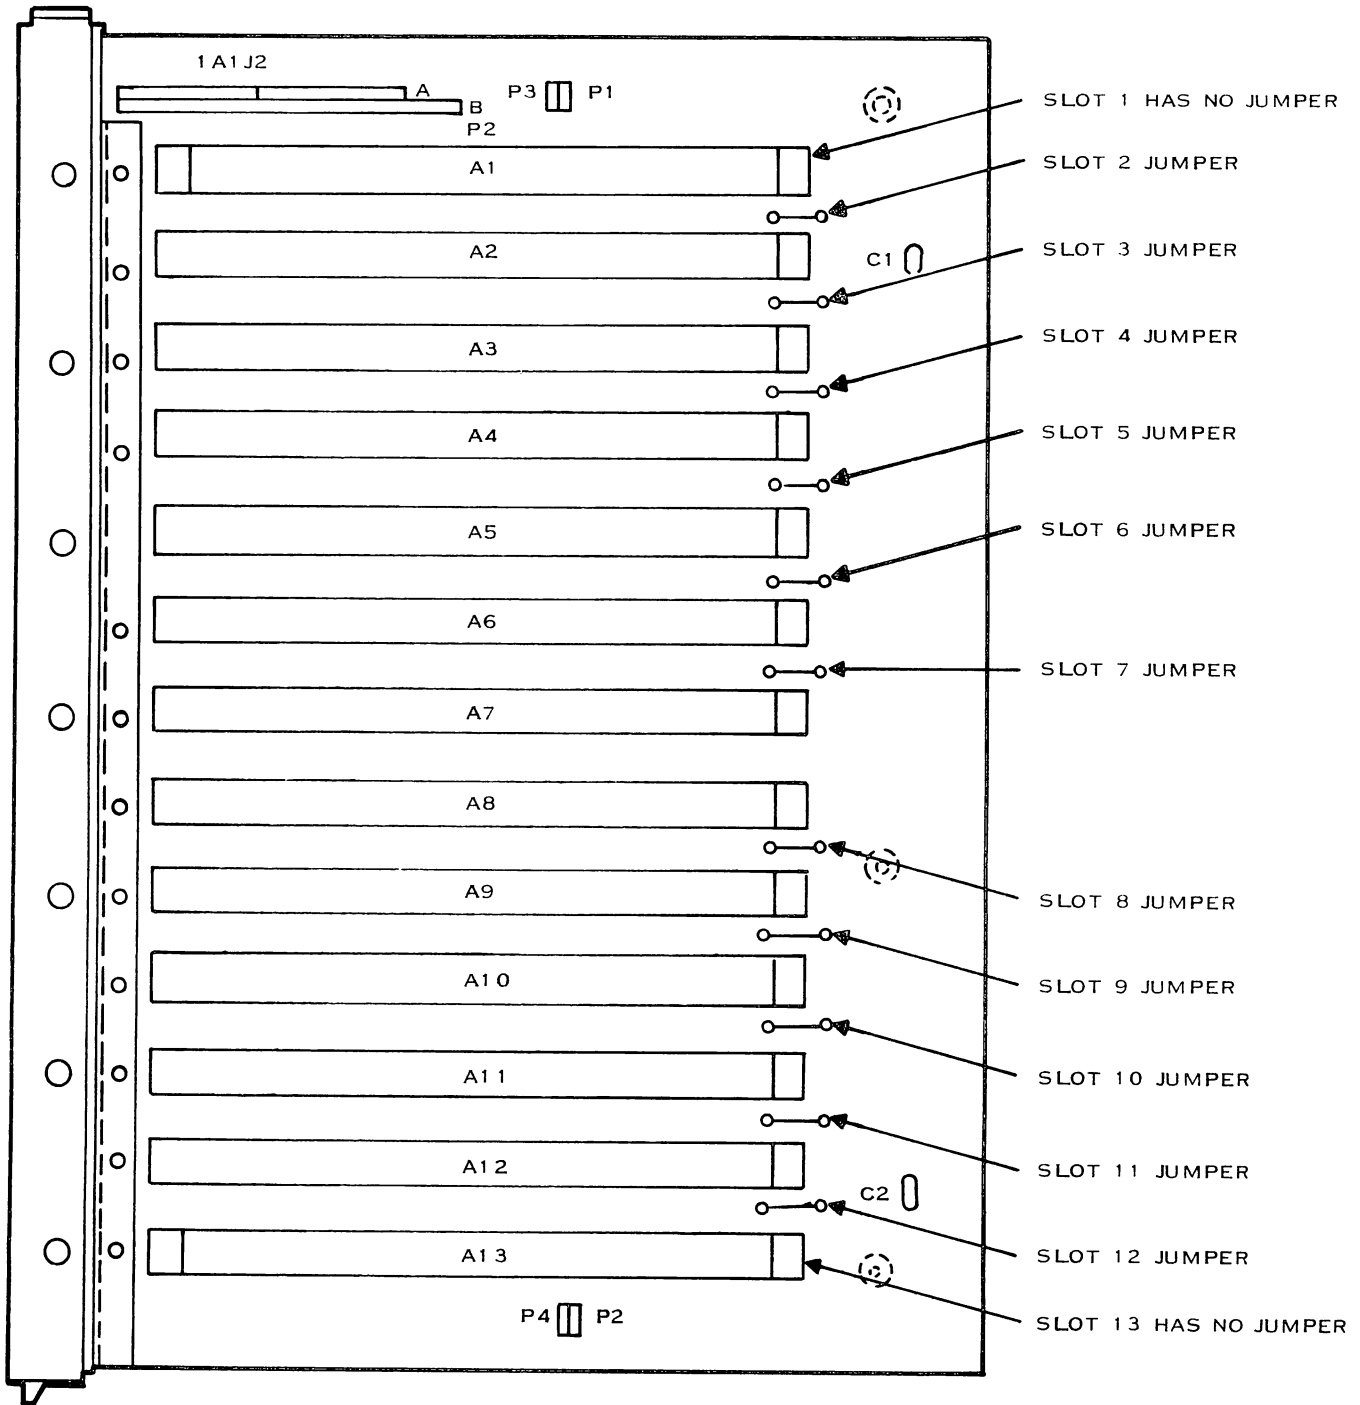 1A1J2
A
B
P2
P3 P1
SLOT 1 HAS NO JUMPER
A1
SLOT 2 JUMPER
A2
C1
SLOT 3 JUMPER
A3
SLOT 4 JUMPER
A4
SLOT 5 JUMPER
A5
SLOT 6 JUMPER
A6
SLOT 7 JUMPER
A7
A8
A9
SLOT 8 JUMPER
A10
SLOT 9 JUMPER
A11
SLOT 10 JUMPER
A12
SLOT 11 JUMPER
C2
A13
SLOT 12 JUMPER
P4 P2
SLOT 13 HAS NO JUMPER